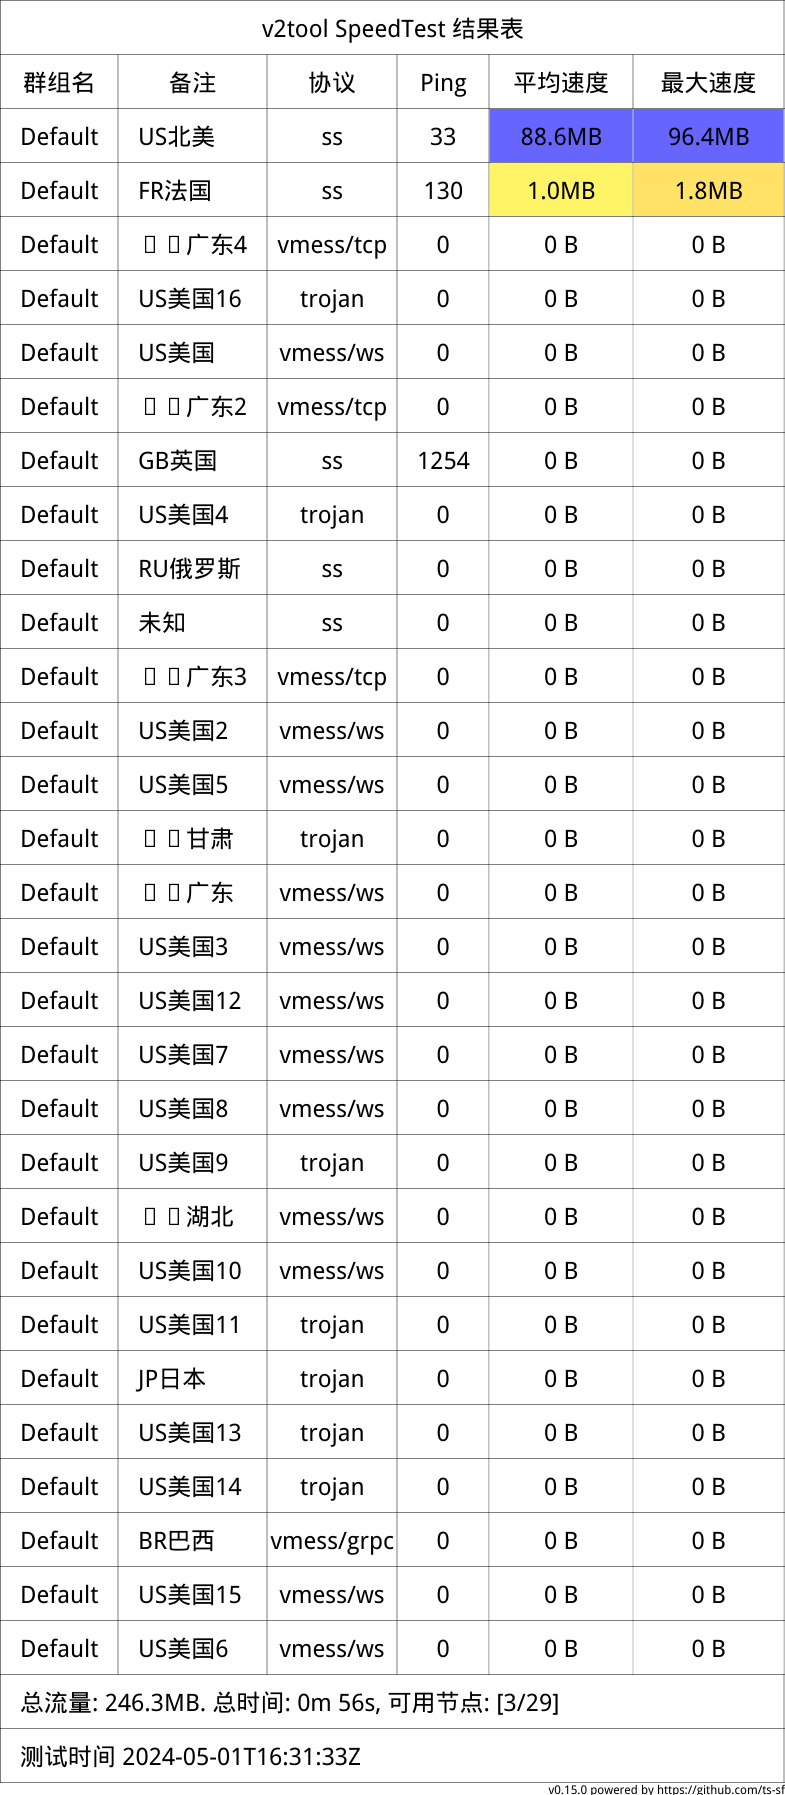 v2tool SpeedTest 结果表
群组名 备注 协议 Ping 平均速度 最大速度
Default US北美 ss 33 88.6MB 96.4MB
Default FR法国 ss 130 1.0MB 1.8MB
Default 广东4 vmess/tcp 0 0 B 0 B
Default US美国16 trojan 0 0 B 0 B
Default US美国 vmess/ws 0 0 B 0 B
Default 广东2 vmess/tcp 0 0 B 0 B
Default GB英国 ss 1254 0 B 0 B
Default US美国4 trojan 0 0 B 0 B
Default RU俄罗斯 ss 0 0 B 0 B
Default 未知 ss 0 0 B 0 B
Default 广东3 vmess/tcp 0 0 B 0 B
Default US美国2 vmess/ws 0 0 B 0 B
Default US美国5 vmess/ws 0 0 B 0 B
Default 甘肃 trojan 0 0 B 0 B
Default 广东 vmess/ws 0 0 B 0 B
Default US美国3 vmess/ws 0 0 B 0 B
Default US美国12 vmess/ws 0 0 B 0 B
Default US美国7 vmess/ws 0 0 B 0 B
Default US美国8 vmess/ws 0 0 B 0 B
Default US美国9 trojan 0 0 B 0 B
Default 湖北 vmess/ws 0 0 B 0 B
Default US美国10 vmess/ws 0 0 B 0 B
Default US美国11 trojan 0 0 B 0 B
Default JP日本 trojan 0 0 B 0 B
Default US美国13 trojan 0 0 B 0 B
Default US美国14 trojan 0 0 B 0 B
Default BR巴西 vmess/grpc 0 0 B 0 B
Default US美国15 vmess/ws 0 0 B 0 B
Default US美国6 vmess/ws 0 0 B 0 B
总流量: 246.3MB. 总时间: 0m 56s, 可用节点: [3/29]
测试时间 2024-05-01T16:31:33Z
v0.15.0 powered by https://github.com/ts-sf